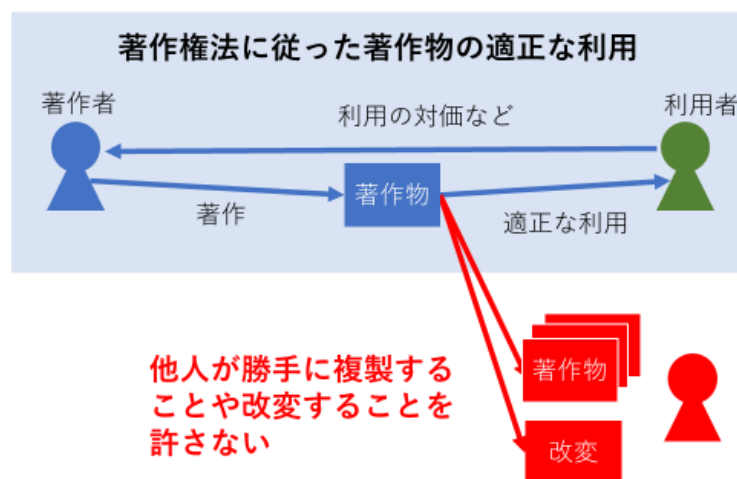 著作権法に従った著作物の適正な利用
著作者
利用者
利用の対価など
著作物
著作
適正な利用
著作物
他人が勝手に複製する
ことや改変することを
許さない
改変